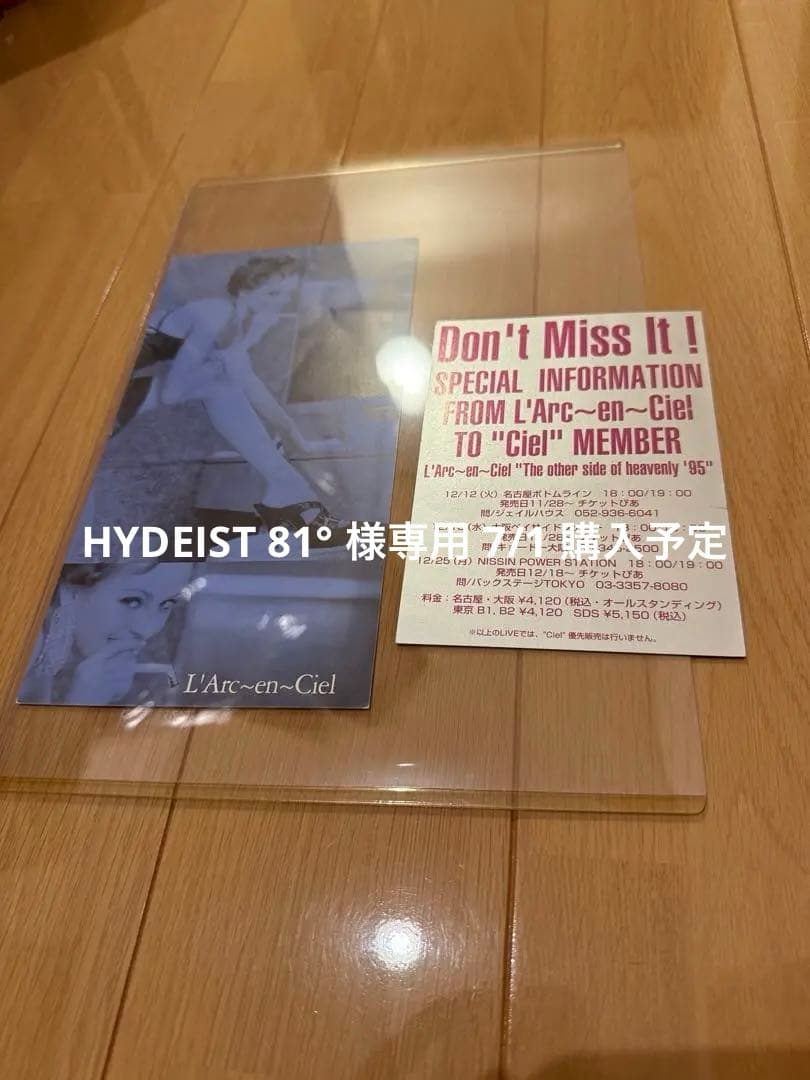 L'Arc~en~Ciel
Don't Miss It !
SPECIAL INFORMATION
FROM L'Arc~en~Ciel
TO "Ciel" MEMBER
L'Arc~en~Ciel "The other side of heavenly '95"
12/12 (火) 名古屋ボトムライン 18:00/19:00
発売日11/28~ チケットぴあ
問/ジェイルハウス 052-936-6041
HYDEIST 81° 様専用 7/1 購入予定
12/25 (月) NISSIN POWER STATION 18:00/19:00
発売日12/18~ チケットぴあ
問/バックステージTOKYO 03-3357-8080
料金:名古屋・大阪 ¥4,120 (税込・オールスタンディング)
東京 B1, B2 ¥4,120 SDS ¥5,150 (税込)
※以上のLIVEでは、"Ciel" 優先販売は行いません。